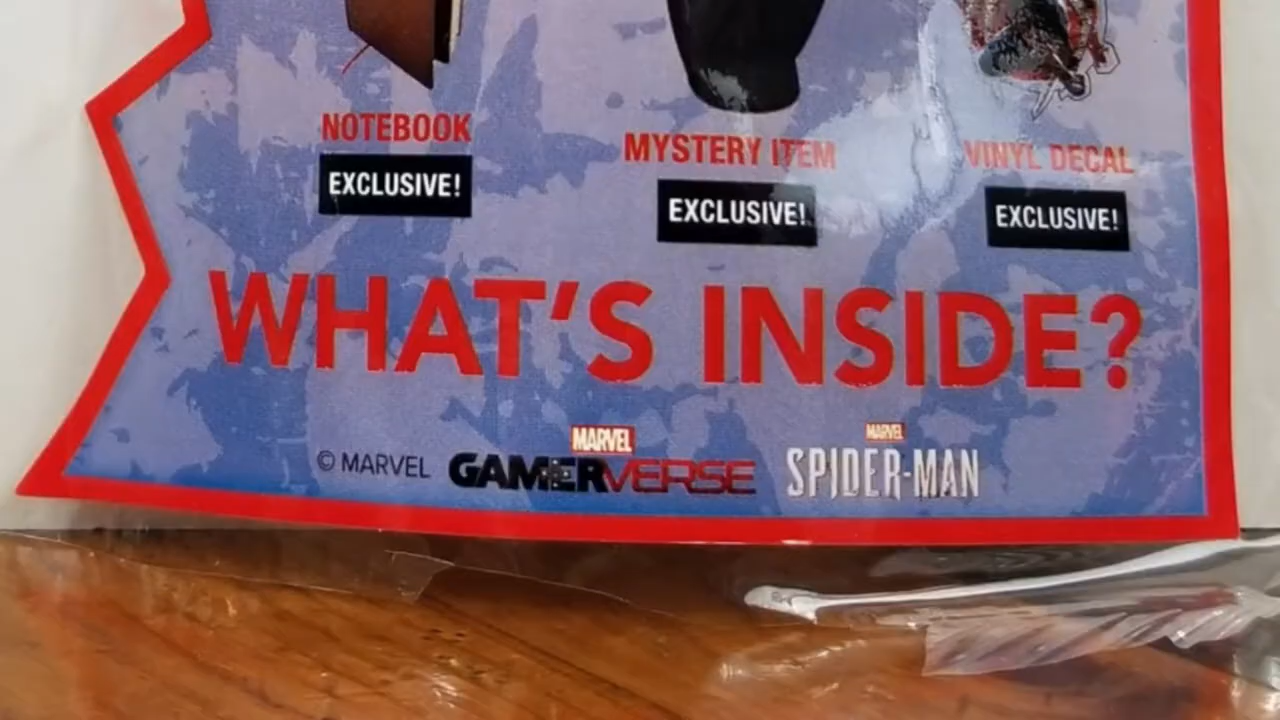 NOTEBOOK
EXCLUSIVE!
MYSTERY ITEM
EXCLUSIVE!
VINYL DECAL
EXCLUSIVE!
WHAT'S INSIDE?
© MARVEL
MARVEL
GAMERVERSE
MARVEL
SPIDER-MAN